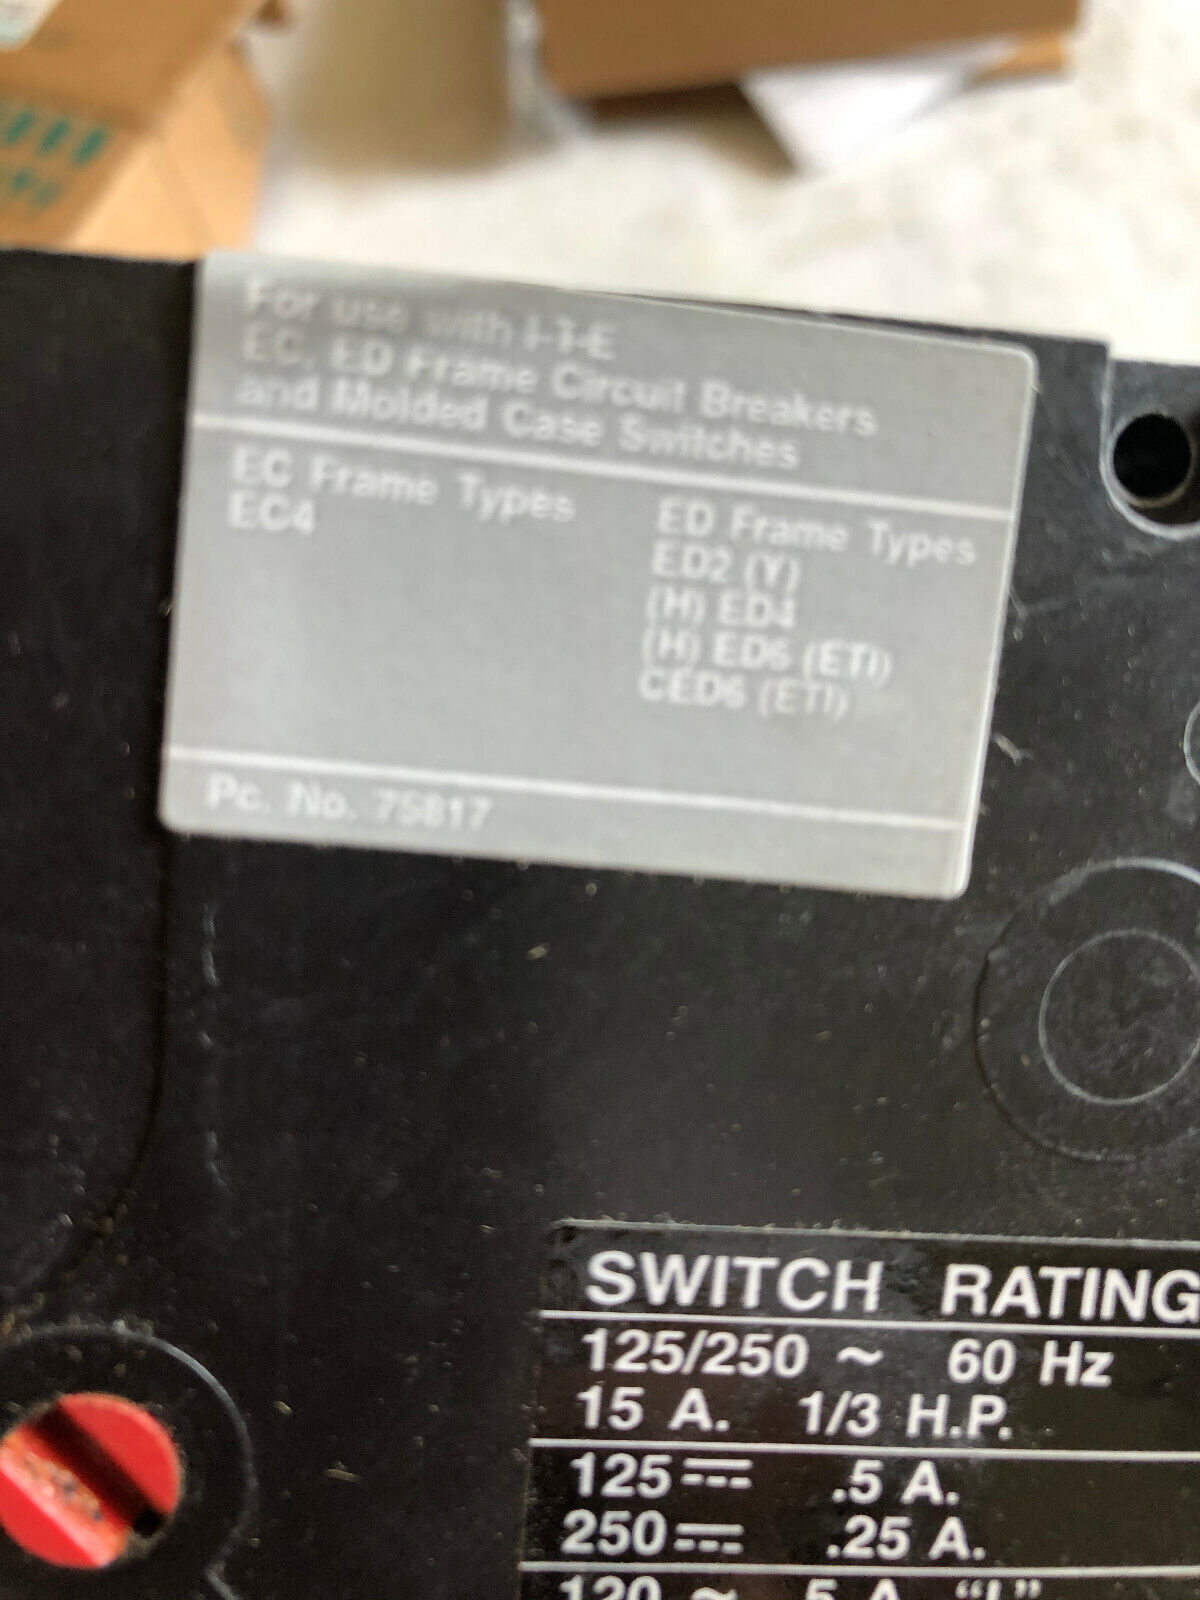 For use with I-T-E
EC, ED Frame Circuit Breakers
and Molded Case Switches
EC Frame Types
EC4
ED Frame Types
ED2 (Y)
(H) ED4
(H) ED6 (ETI)
CED6 (ETI)
Pc. No. 75817
SWITCH RATING
125/250 ~ 60 Hz
15 A. 1/3 H.P.
125 ⎓ .5 A.
250 ⎓ .25 A.
120 ~ 5 A "L"